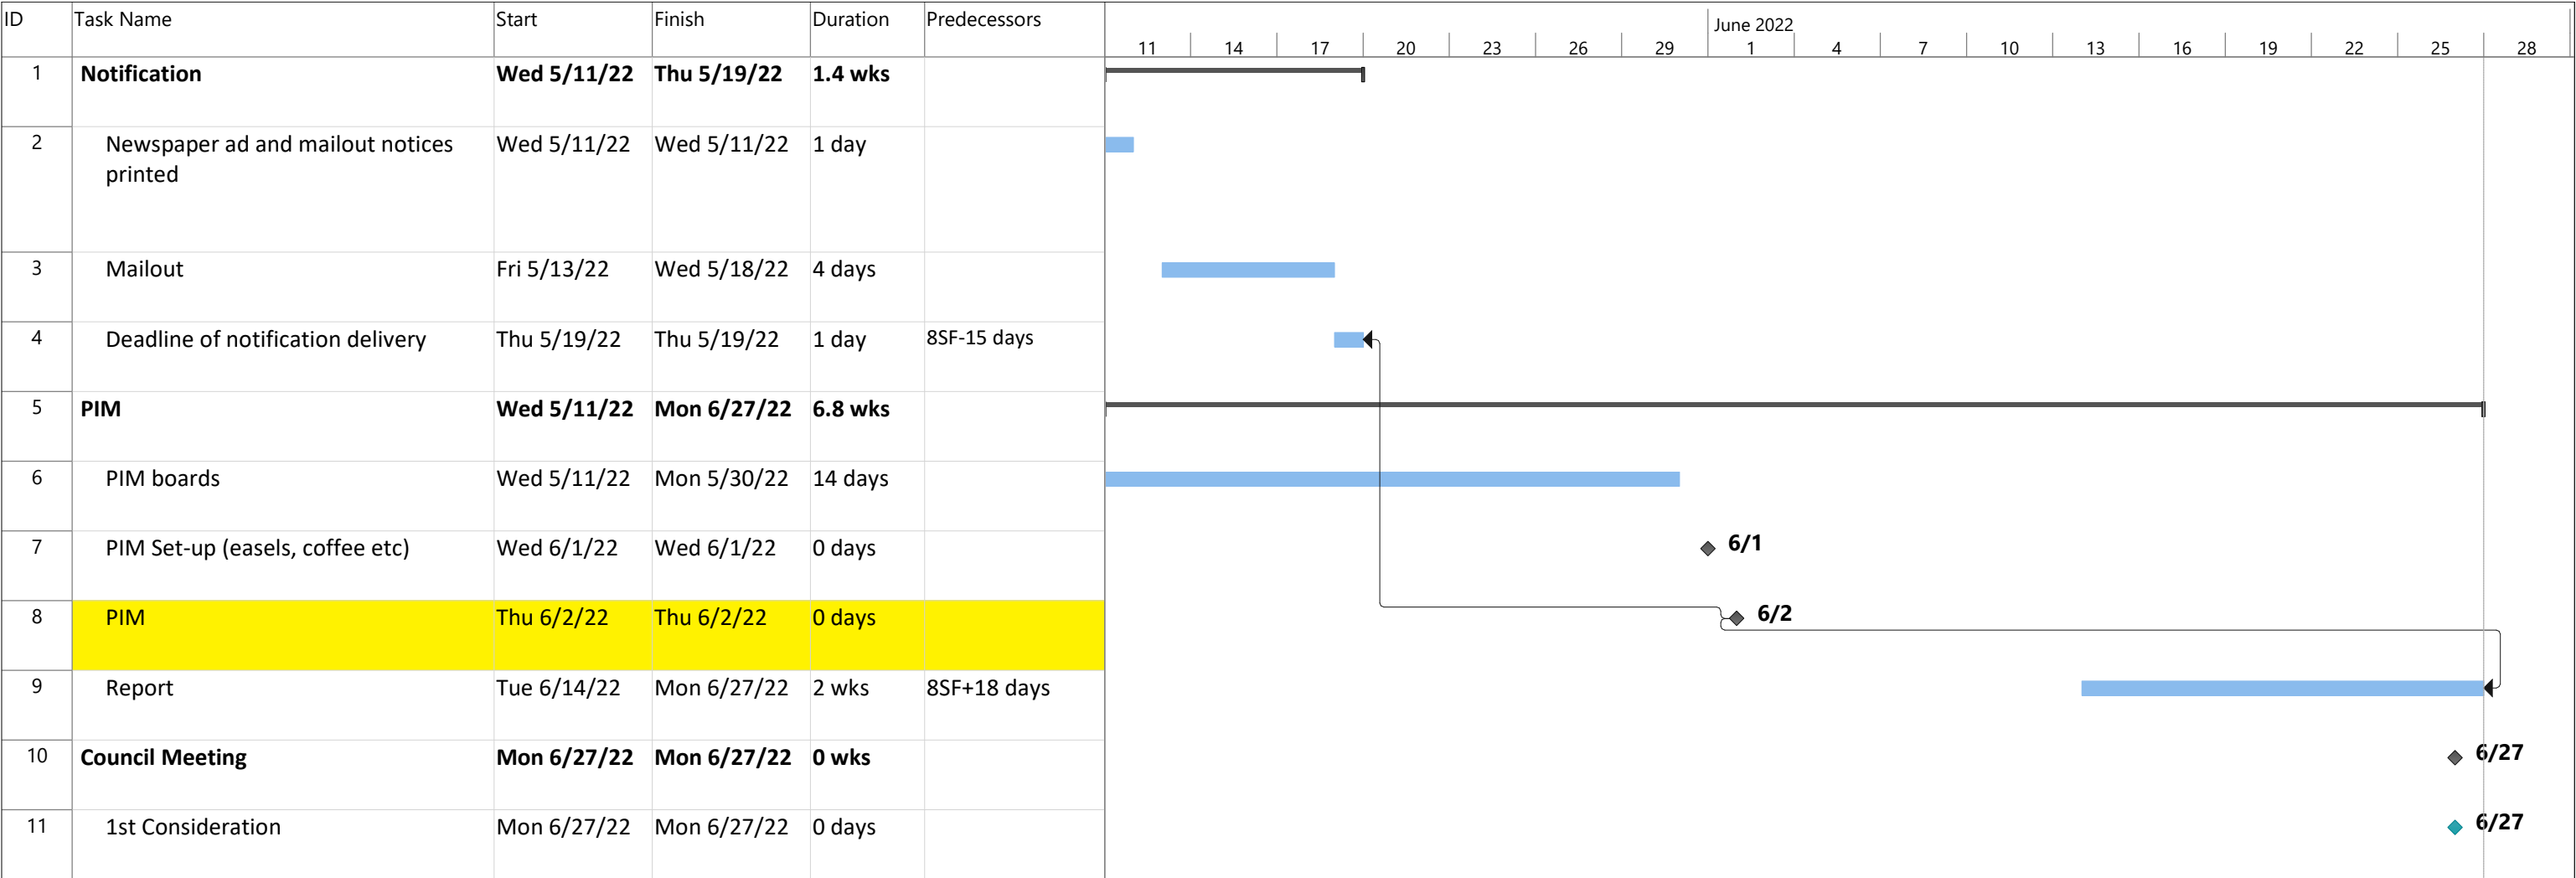 ID Task Name Start Finish Duration Predecessors
June 2022
11 14 17 20 23 26 29 1 4 7 10 13 16 19 22 25 28
1 Notification Wed 5/11/22 Thu 5/19/22 1.4 wks
2 Newspaper ad and mailout notices Wed 5/11/22 Wed 5/11/22 1 day
printed
3 Mailout Fri 5/13/22 Wed 5/18/22 4 days
4 Deadline of notification delivery Thu 5/19/22 Thu 5/19/22 1 day 8SF-15 days
5 PIM Wed 5/11/22 Mon 6/27/22 6.8 wks
6 PIM boards Wed 5/11/22 Mon 5/30/22 14 days
7 PIM Set-up (easels, coffee etc) Wed 6/1/22 Wed 6/1/22 0 days 6/1
8 PIM Thu 6/2/22 Thu 6/2/22 0 days 6/2
9 Report Tue 6/14/22 Mon 6/27/22 2 wks 8SF+18 days
10 Council Meeting Mon 6/27/22 Mon 6/27/22 0 wks 6/27
11 1st Consideration Mon 6/27/22 Mon 6/27/22 0 days 6/27